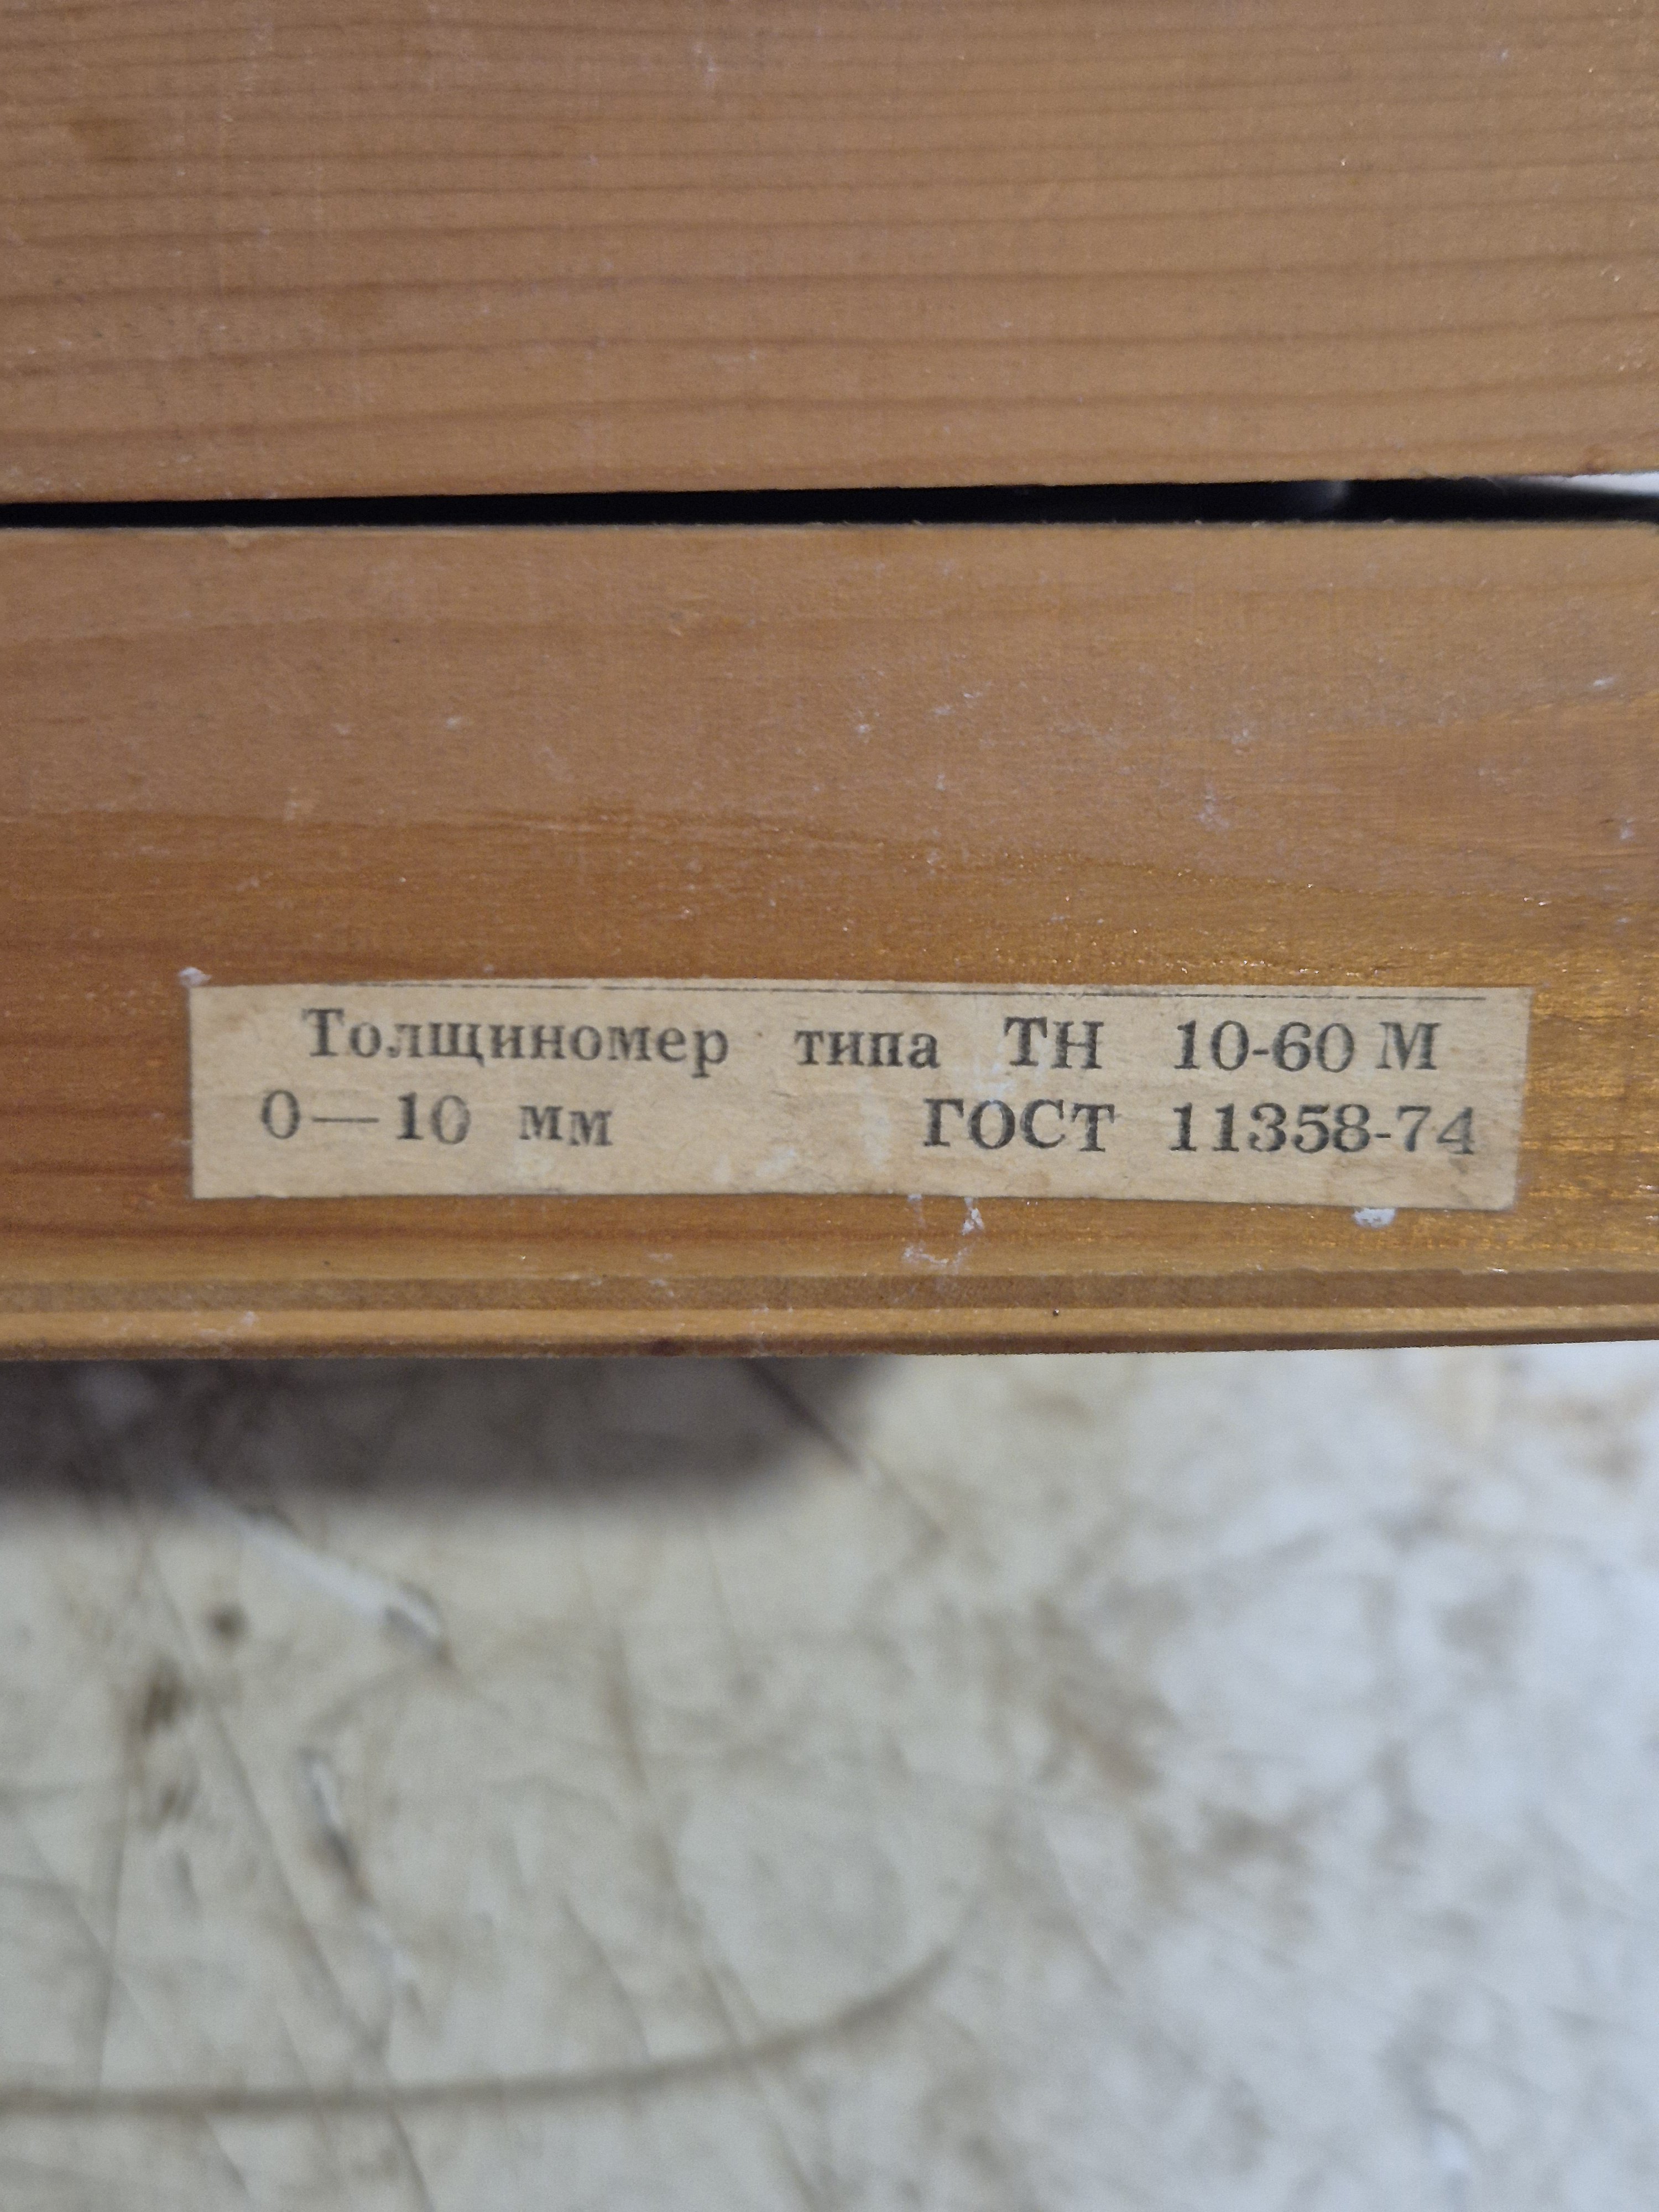 Толщиномер типа ТН 10-60 М
0—10 мм ГОСТ 11358-74